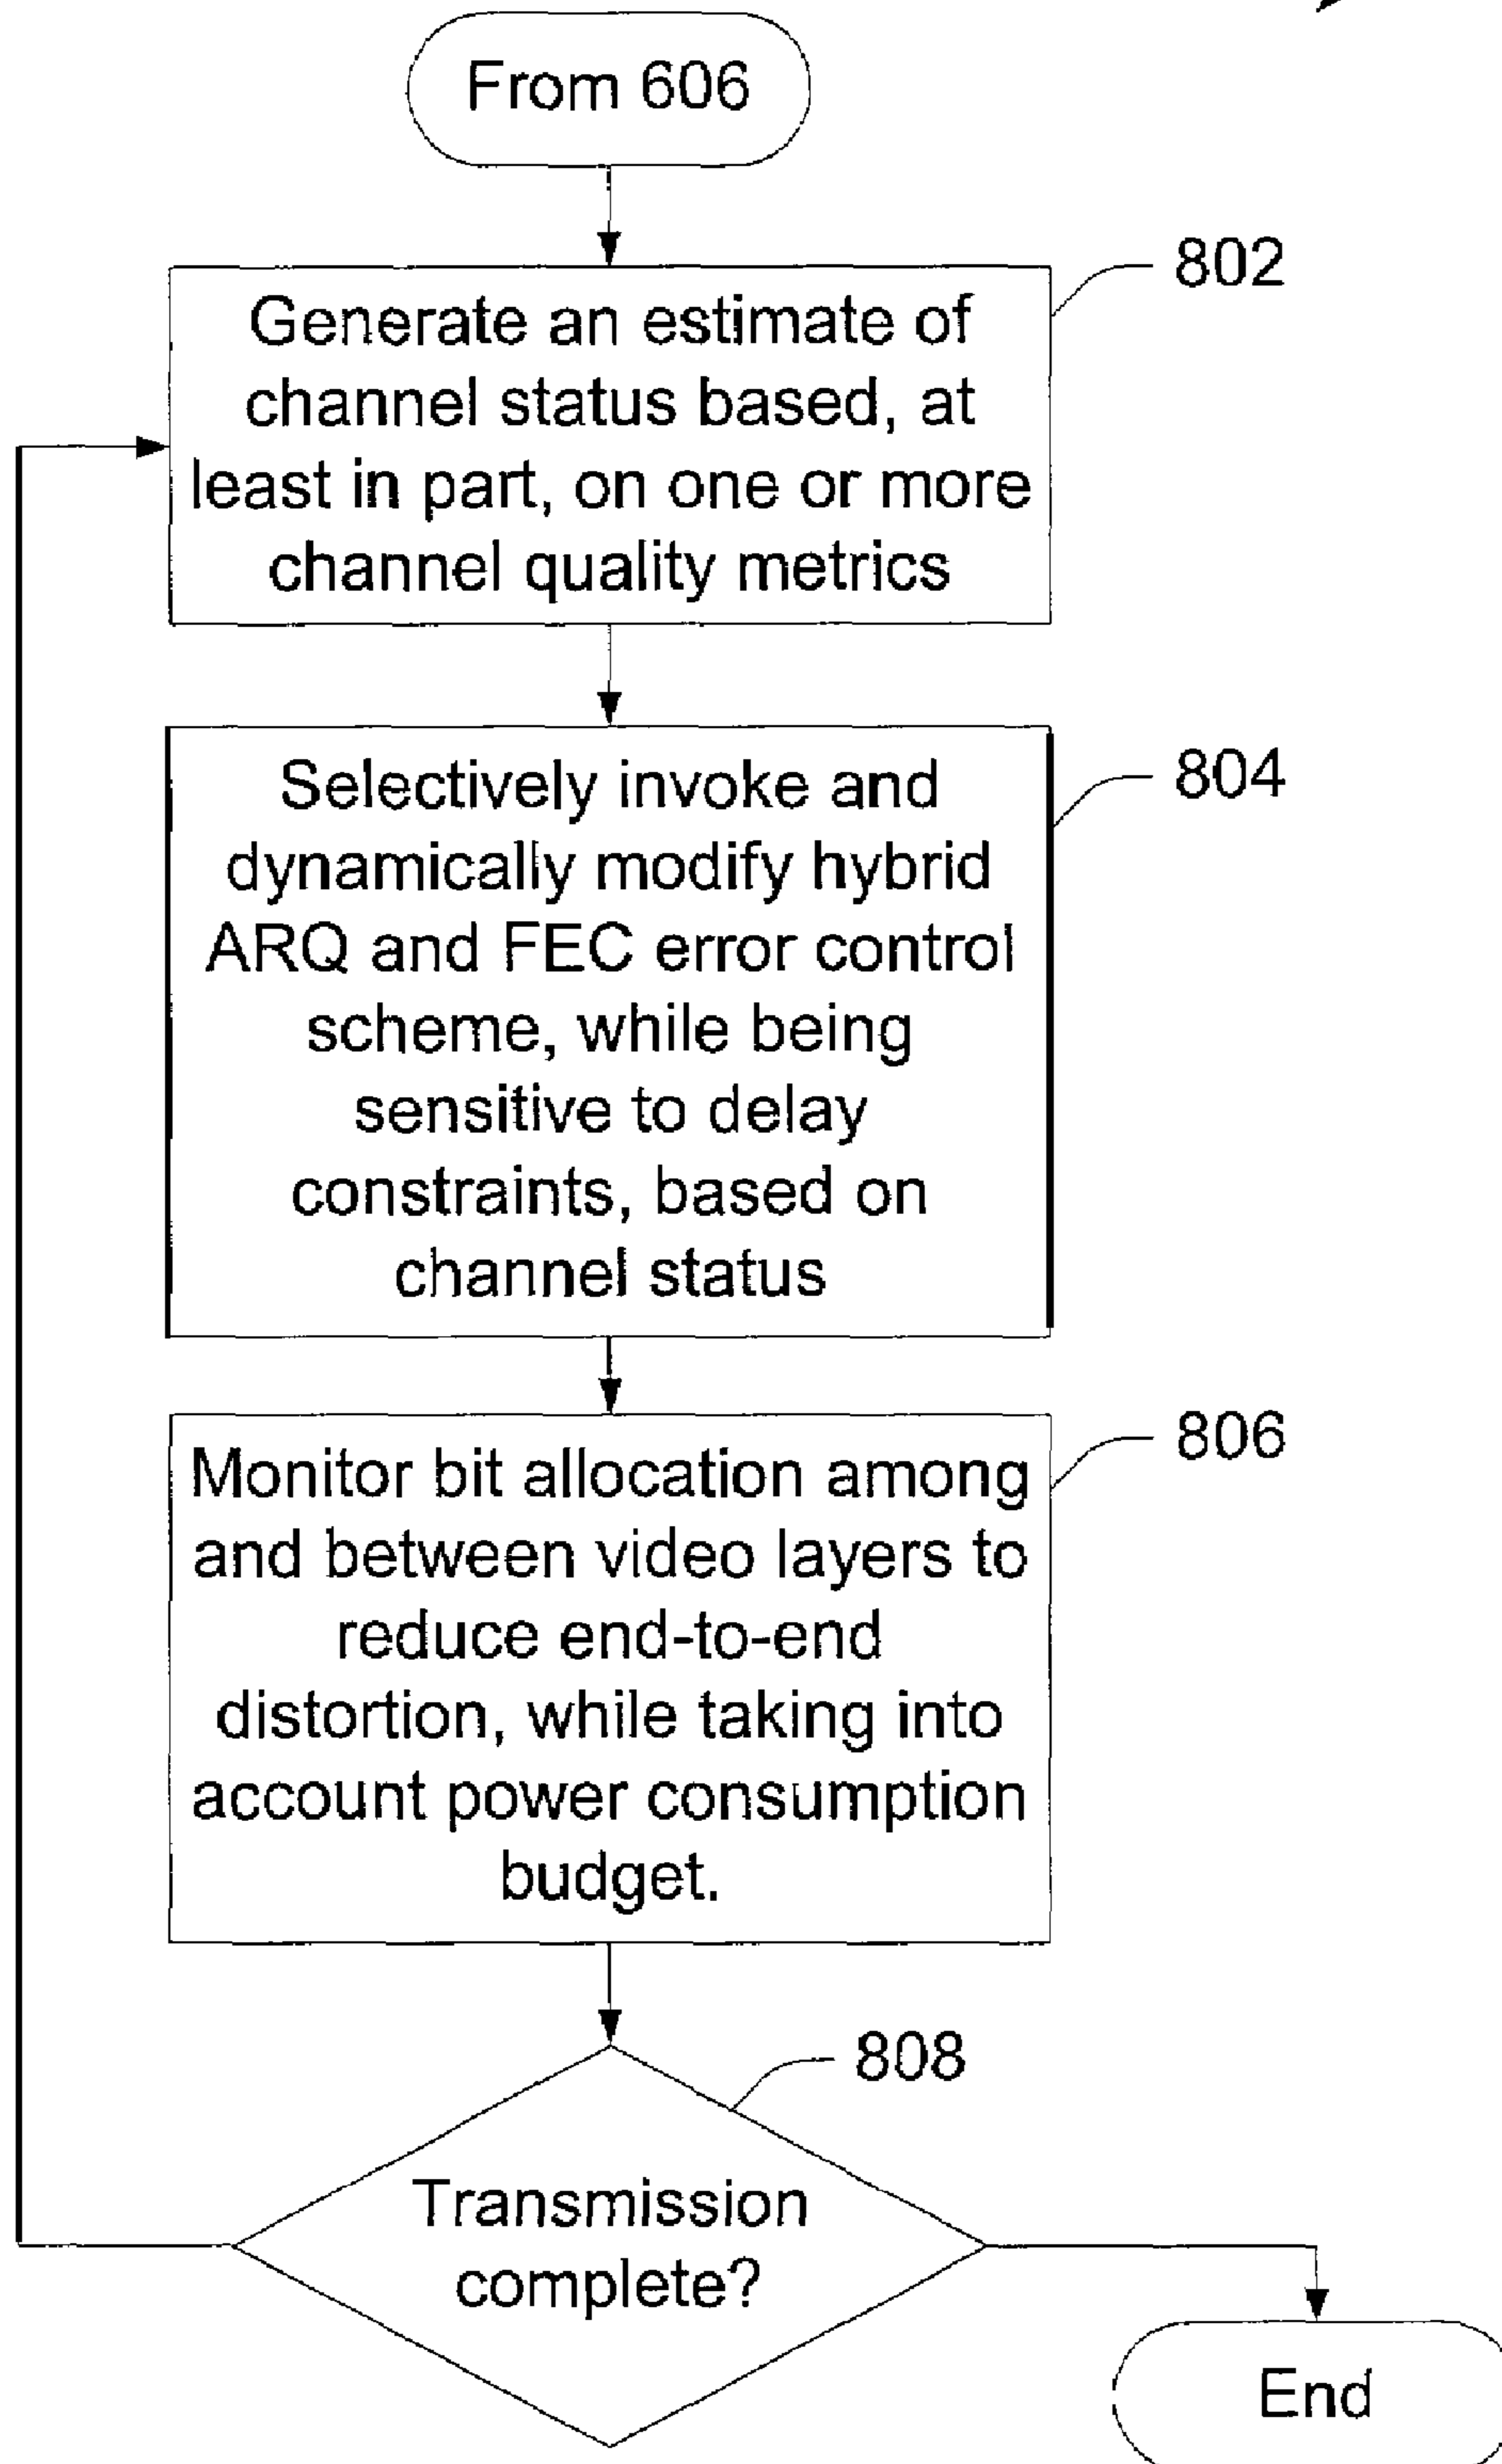 From 606
802
Generate an estimate of
channel status based, at
least in part, on one or more
channel quality metrics
804
Selectively invoke and
dynamically modify hybrid
ARQ and FEC error control
scheme, while being
sensitive to delay
constraints, based on
channel status
806
Monitor bit allocation among
and between video layers to
reduce end-to-end
distortion, while taking into
account power consumption
budget.
808
Transmission
complete?
End